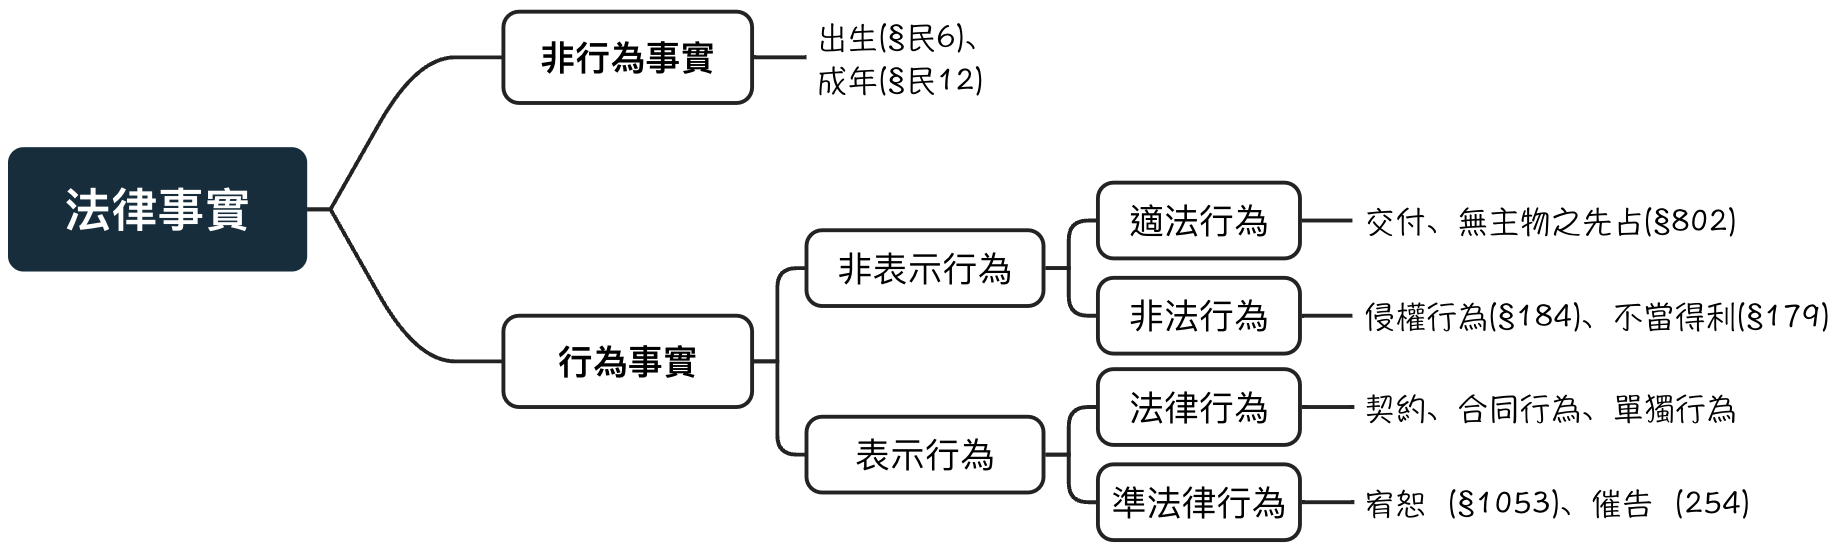 非行為事實
出生(§民6)、
成年(§民12)
法律事實
適法行為
交付、無主物之先占(§802)
非表示行為
非法行為
侵權行為(§184)、不當得利(§179)
行為事實
法律行為
契約、合同行為、單獨行為
表示行為
準法律行為
宥恕 (§1053)、催告 (254)